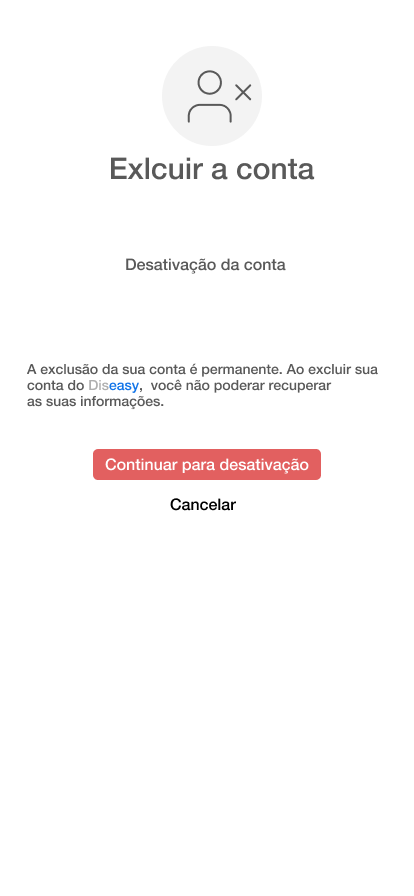 Exlcuir a conta
Desativação da conta
A exclusão da sua conta é permanente. Ao excluir sua
conta do Diseasy, você não poderar recuperar
as suas informações.
Continuar para desativação
Cancelar